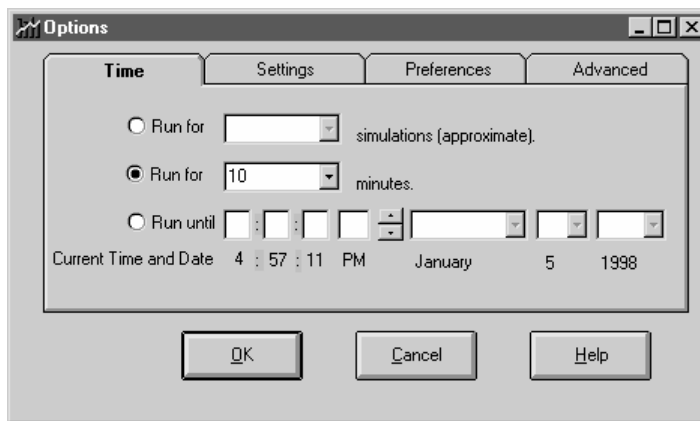 Options
Time Settings Preferences Advanced
Run for simulations (approximate).
Run for 10 minutes.
Run until : :
Current Time and Date 4 : 57 : 11 PM January 5 1998
OK Cancel Help